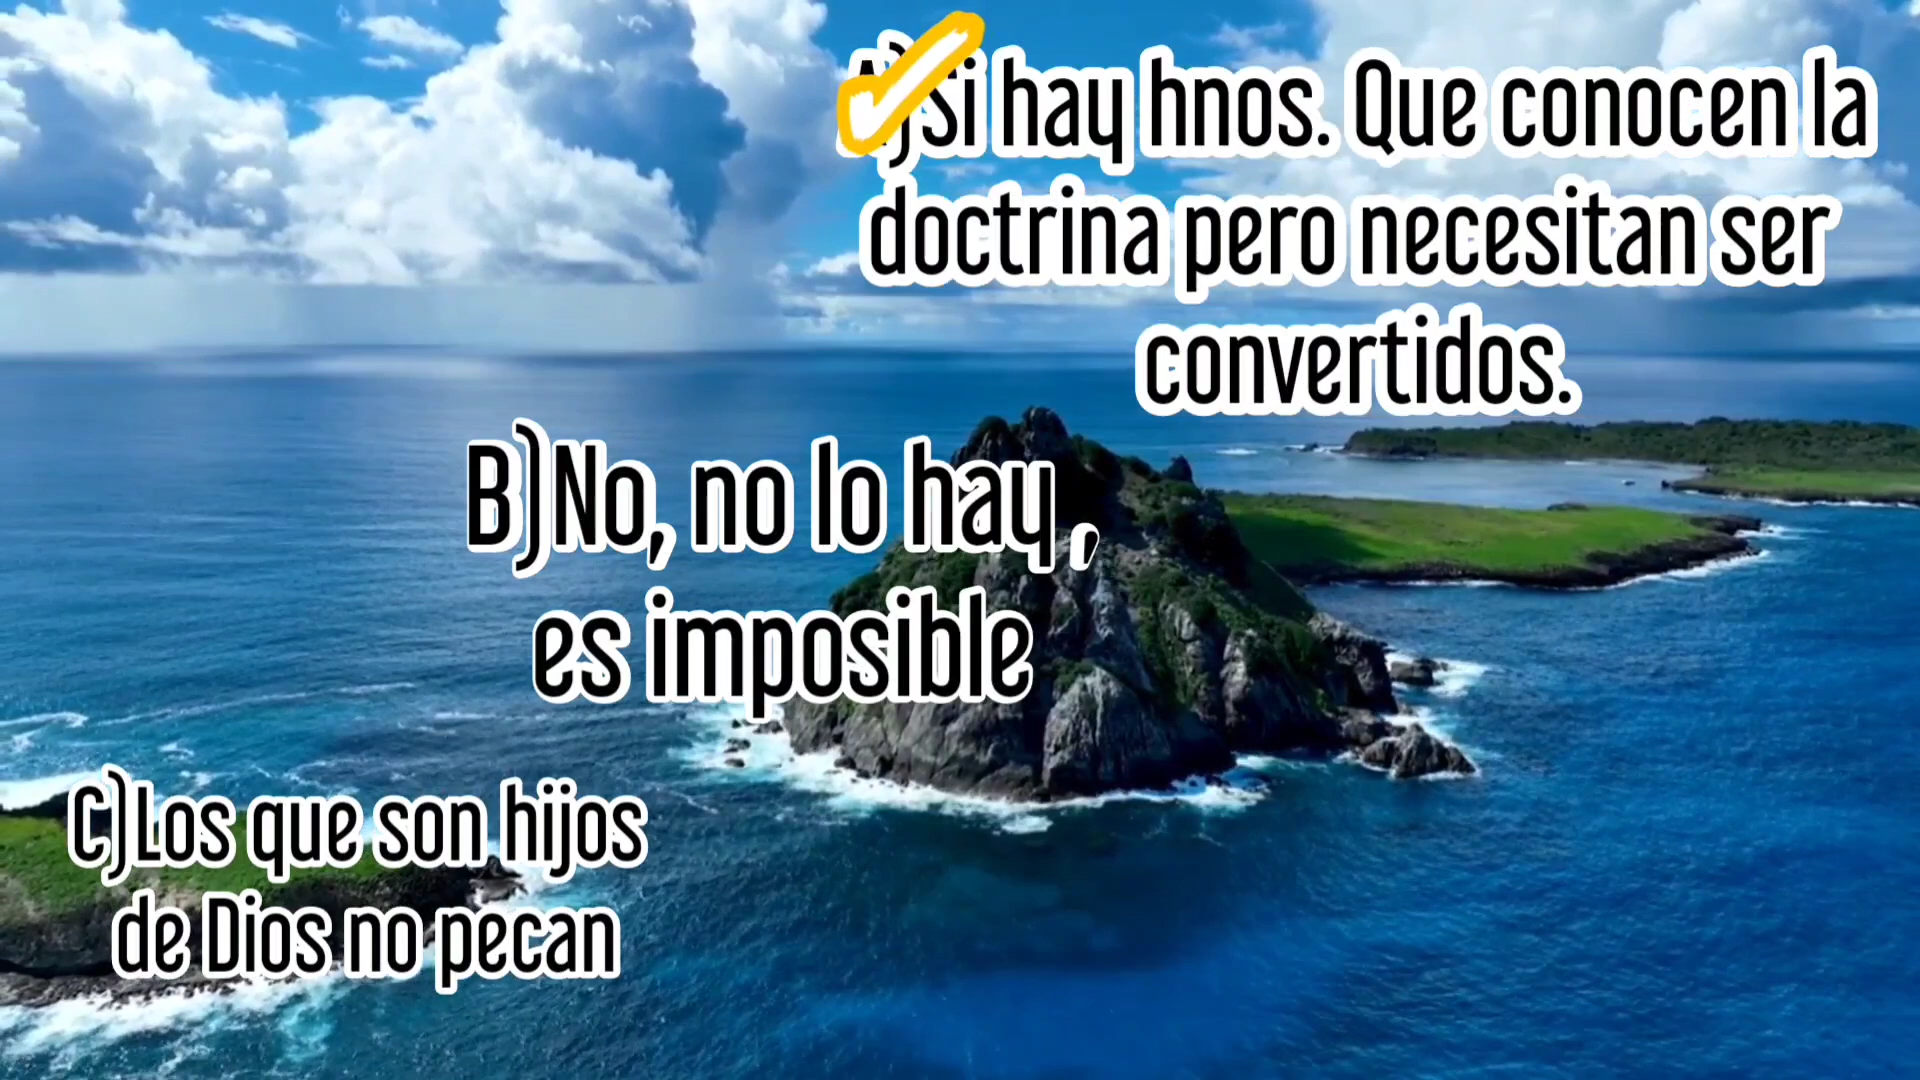 A)Si hay hnos. Que conocen la
doctrina pero necesitan ser
convertidos.
B)No, no lo hay ,
es imposible
C)Los que son hijos
de Dios no pecan